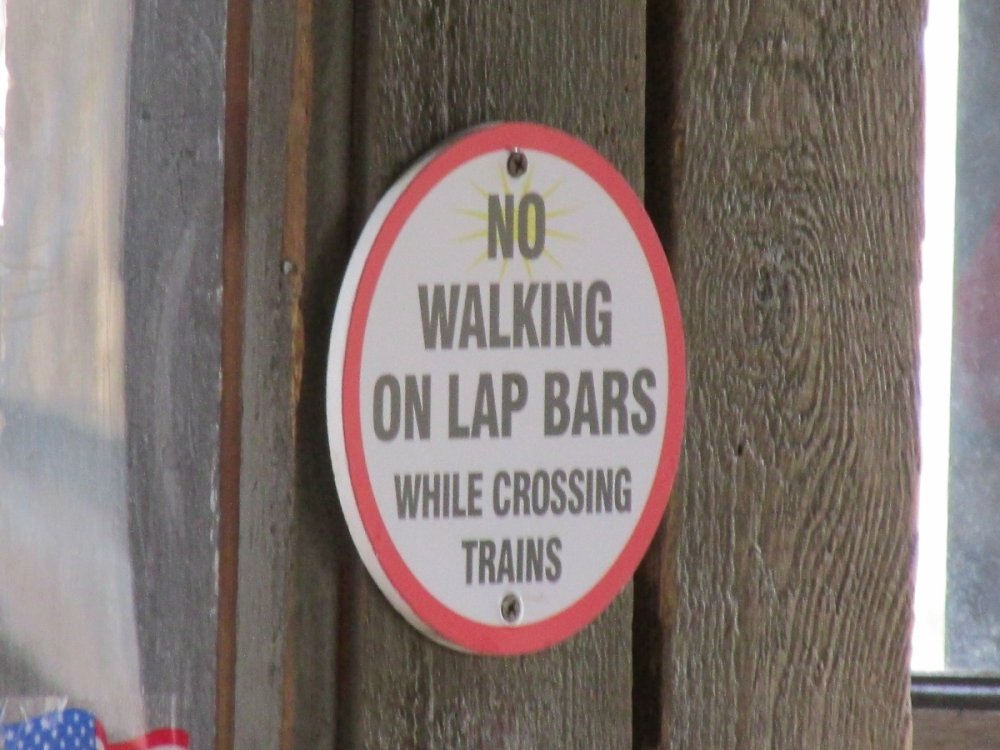 NO
WALKING
ON LAP BARS
WHILE CROSSING
TRAINS